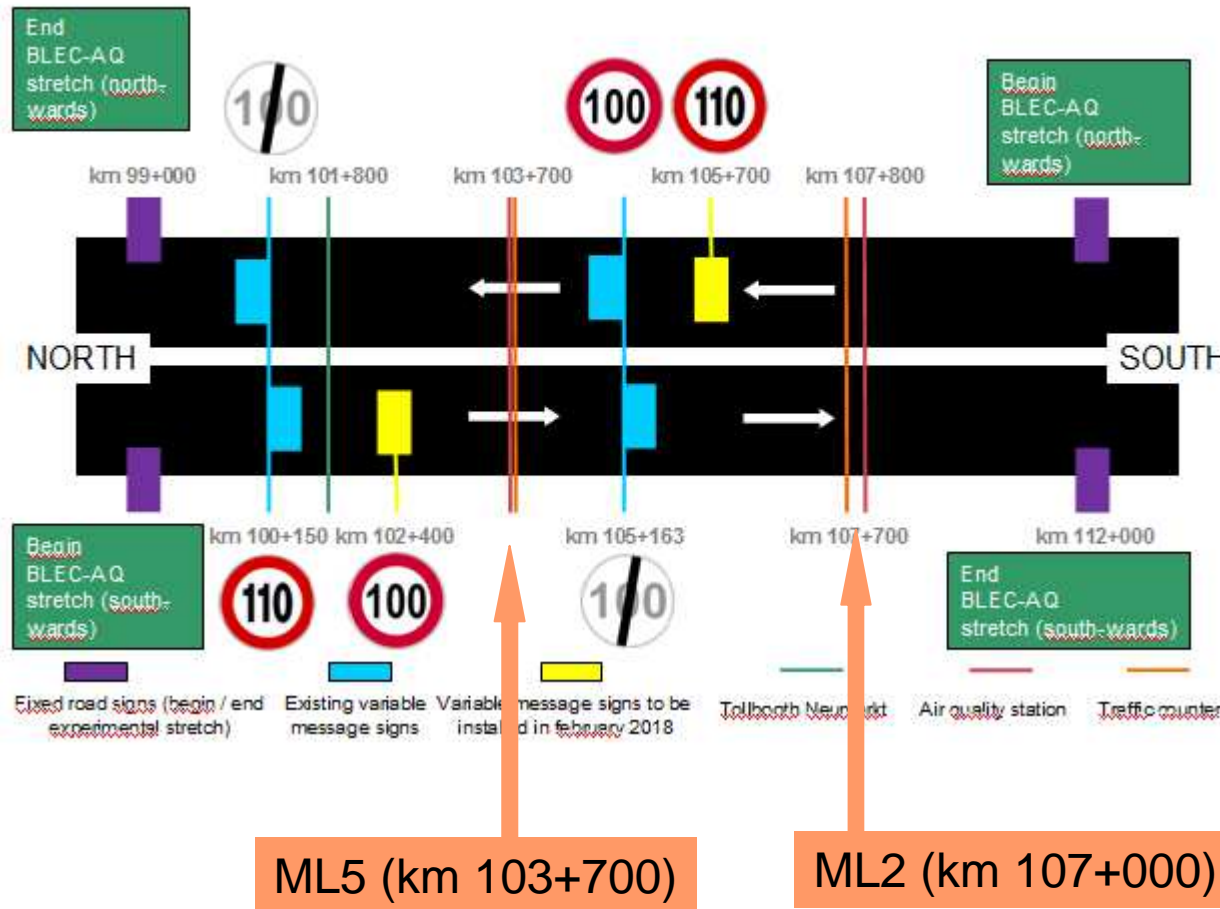 End
BLEC-AQ
stretch (north-
wards)
100
100
110
Begin
BLEC-AQ
stretch (north-
wards)
km 99+000
km 101+800
km 103+700
km 105+700
km 107+800
NORTH
SOUTH
Begin
BLEC-AQ
stretch (south-
wards)
km 100+150
km 102+400
km 105+163
km 107+700
km 112+000
110
100
100
End
BLEC-AQ
stretch (south-wards)
Fixed road signs (begin / end
experimental stretch)
Existing variable
message signs
Variable message signs to be
installed in february 2018
Tollbooth Neumarkt
Air quality station
Traffic counter
ML5 (km 103+700)
ML2 (km 107+000)